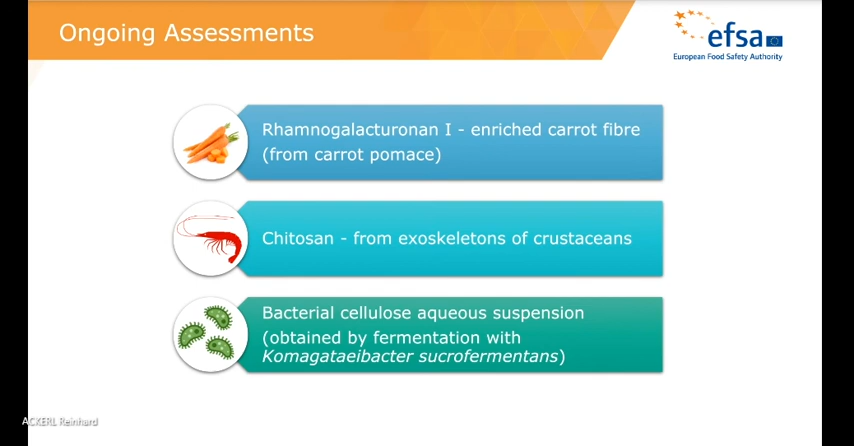 Ongoing Assessments
efsa
European Food Safety Authority
Rhamnogalacturonan I - enriched carrot fibre
(from carrot pomace)
Chitosan - from exoskeletons of crustaceans
Bacterial cellulose aqueous suspension
(obtained by fermentation with
Komagataeibacter sucrofermentans)
ACKERL Reinhard